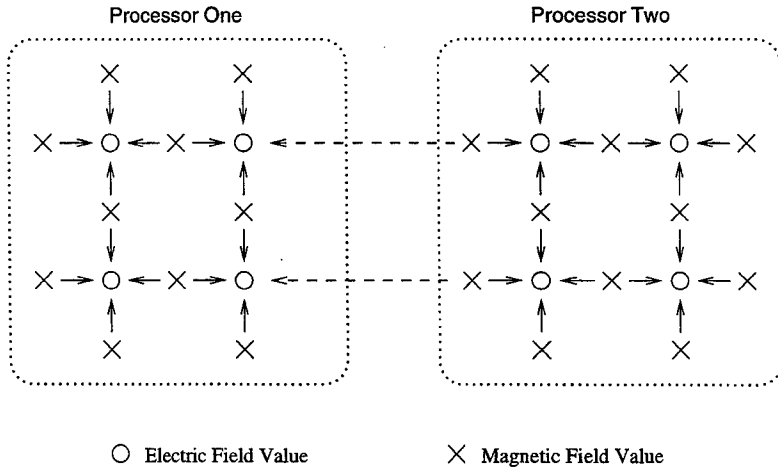 Processor One
Processor Two
Electric Field Value
Magnetic Field Value